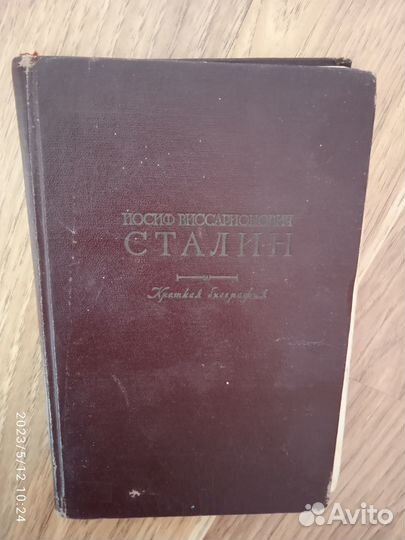 ИОСИФ ВИССАРИОНОВИЧ
СТАЛИН
Краткая биография
2023/5/12 10:24
Avito